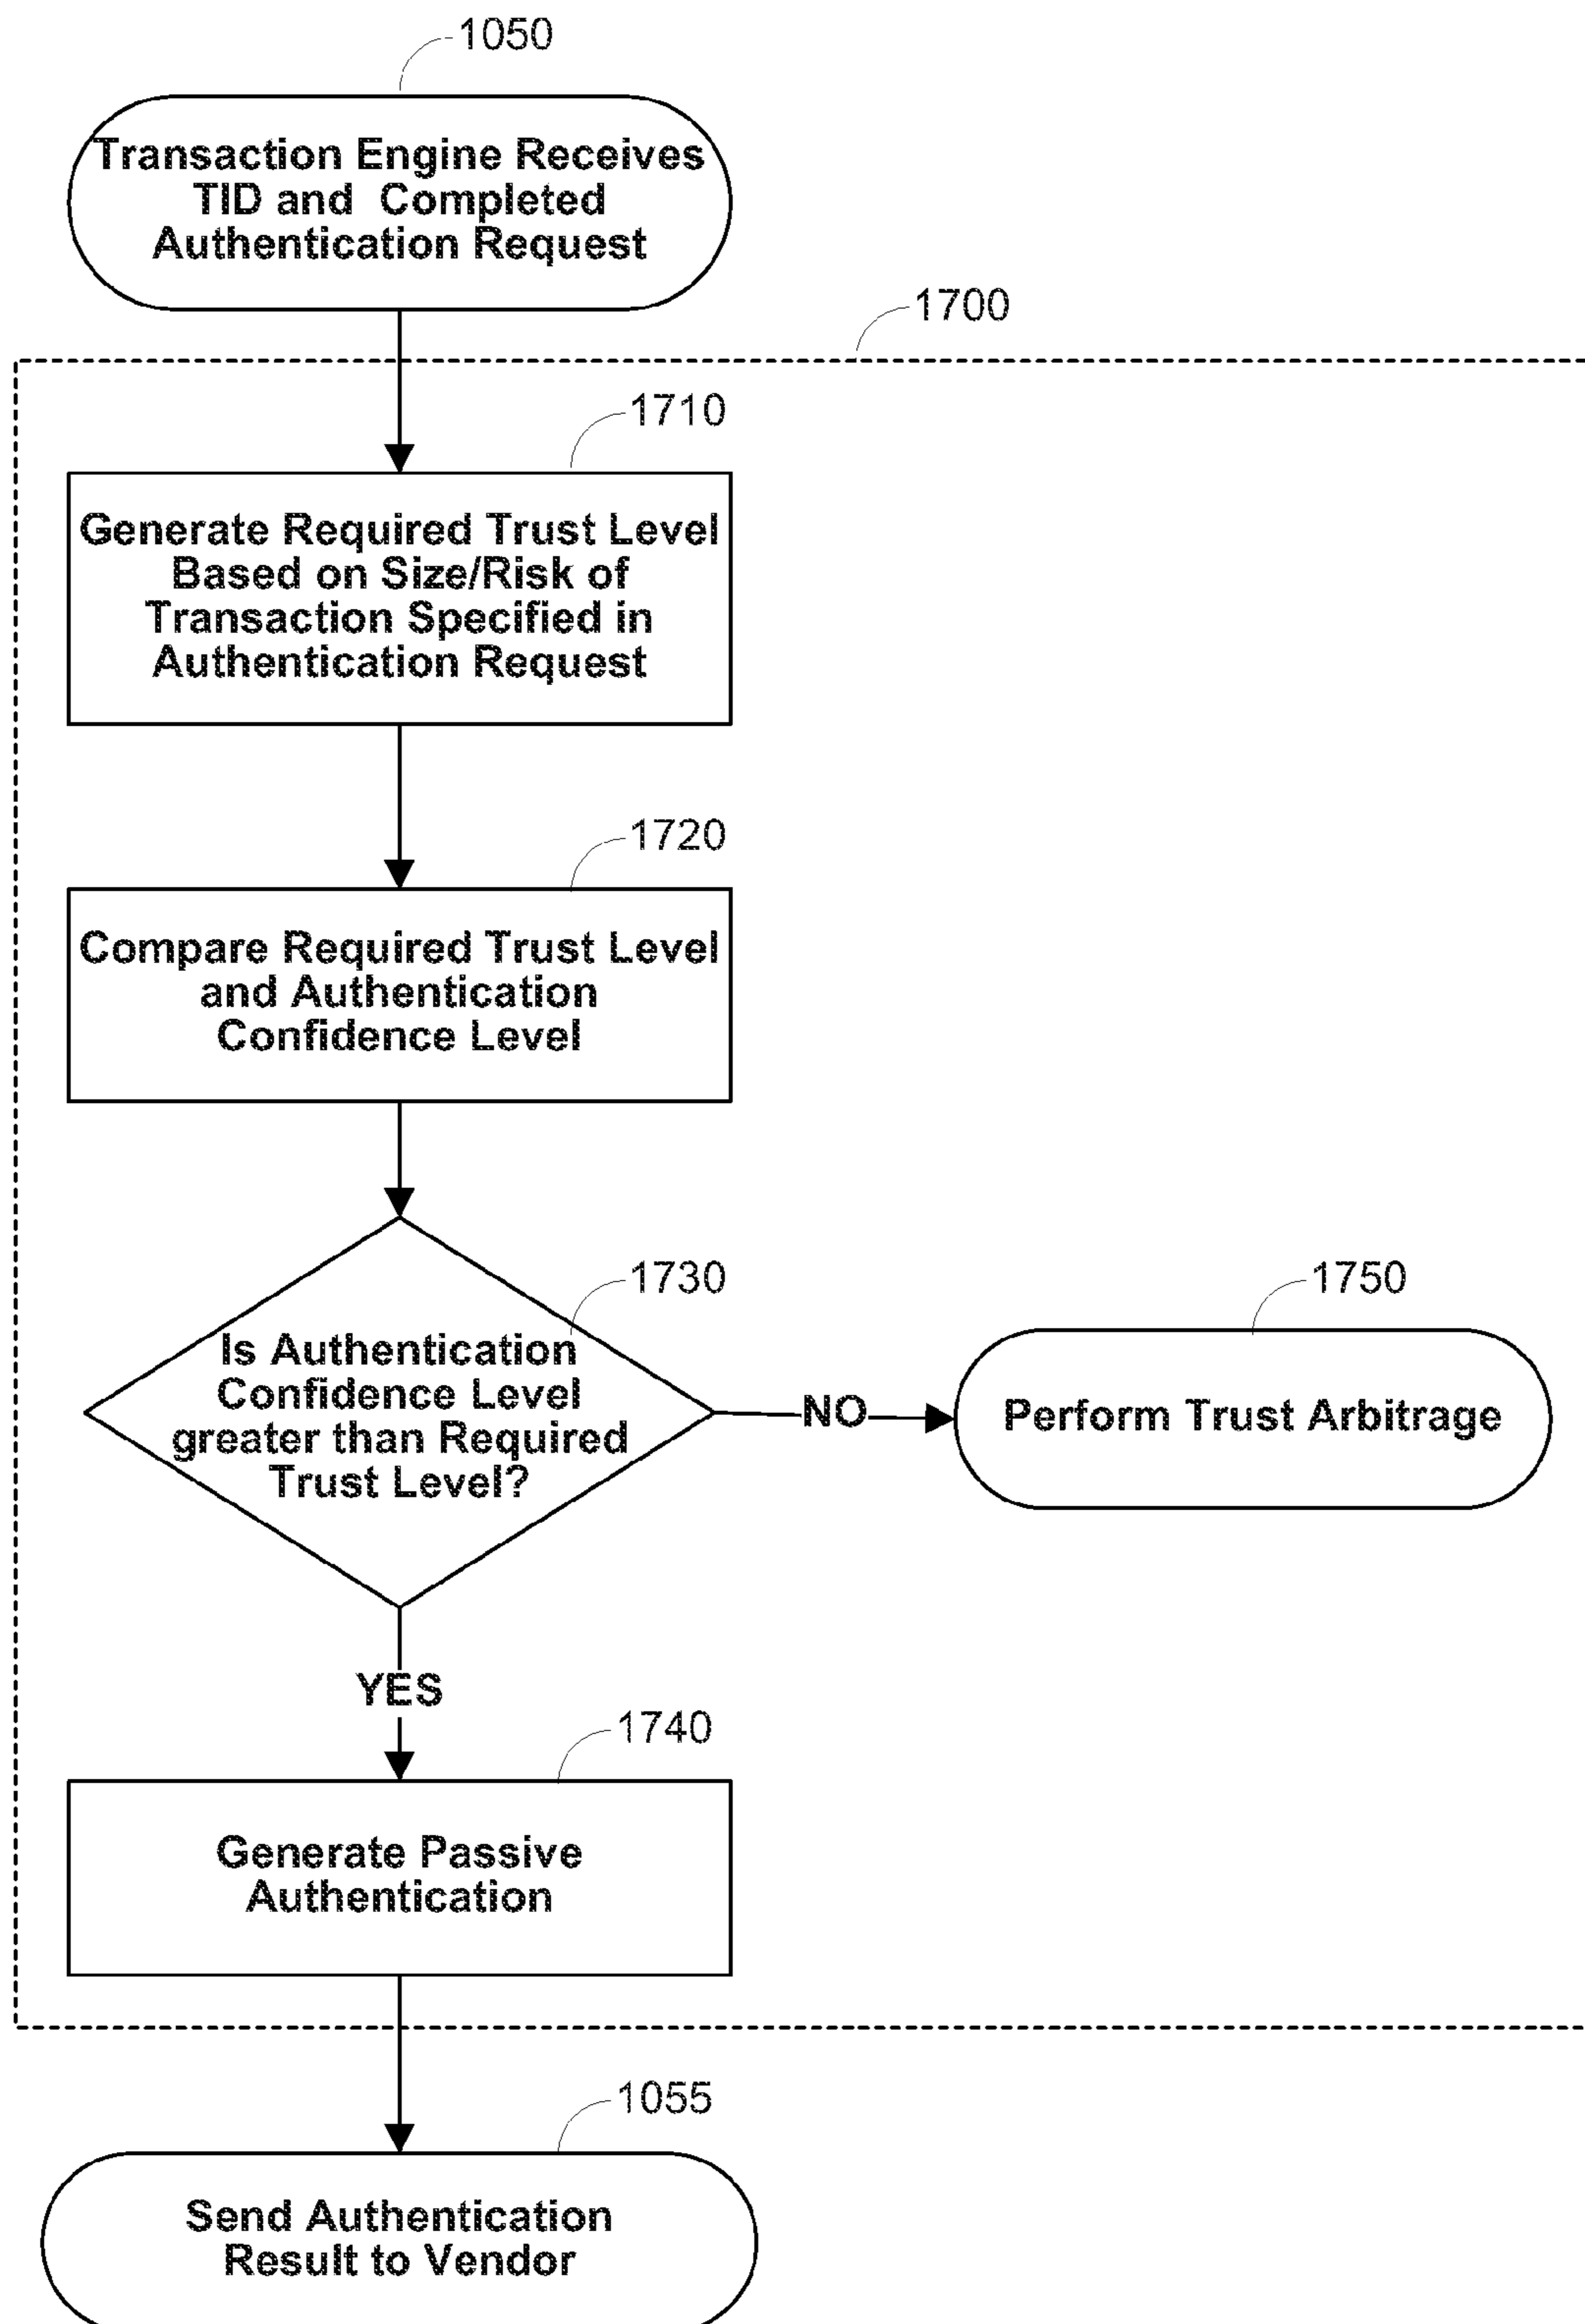 1050
Transaction Engine Receives
TID and Completed
Authentication Request
1700
1710
Generate Required Trust Level
Based on Size/Risk of
Transaction Specified in
Authentication Request
1720
Compare Required Trust Level
and Authentication
Confidence Level
1730
Is Authentication
Confidence Level
greater than Required
Trust Level?
NO
1750
Perform Trust Arbitrage
YES
1740
Generate Passive
Authentication
1055
Send Authentication
Result to Vendor